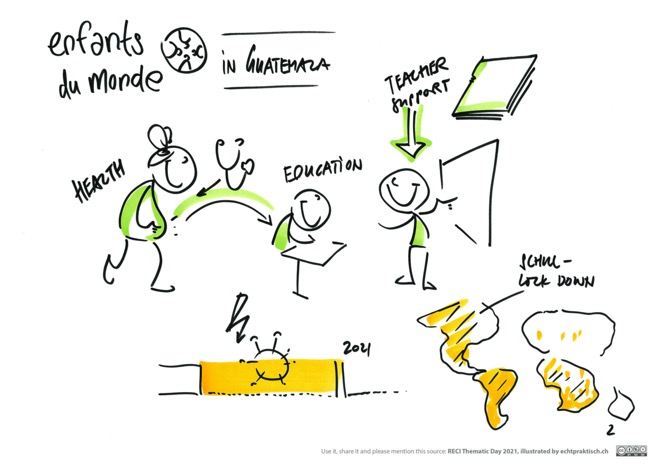 enfants
du monde
in GUATEMALA
TEACHER
support
HEALTH
EDUCATION
SCHUL-
LOCK DOWN
2021
2
Use it, share it and please mention this source: RECI Thematic Day 2021, illustrated by echtpraktisch.ch